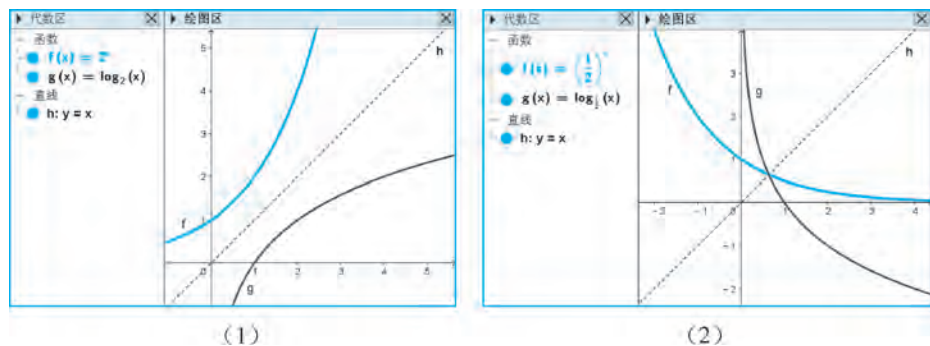 代数区
绘图区
函数
f(x) = 2ˣ
g(x) = log₂(x)
直线
h: y = x
5
4
3
2
1
0 1 2 3 4 5
f
g
h
(1)
代数区
绘图区
函数
f(x) = (1/2)ˣ
g(x) = log½(x)
直线
h: y = x
3
2
1
-1
-2
-2 -1 0 1 2 3 4
f
g
h
(2)